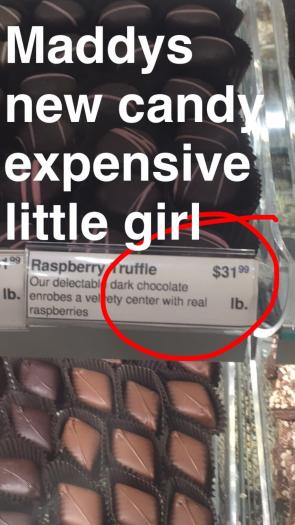 Maddys
new candy
expensive
little girl
99
lb.
Raspberry Truffle $31⁹⁹
Our delectable dark chocolate lb.
enrobes a velvety center with real
raspberries